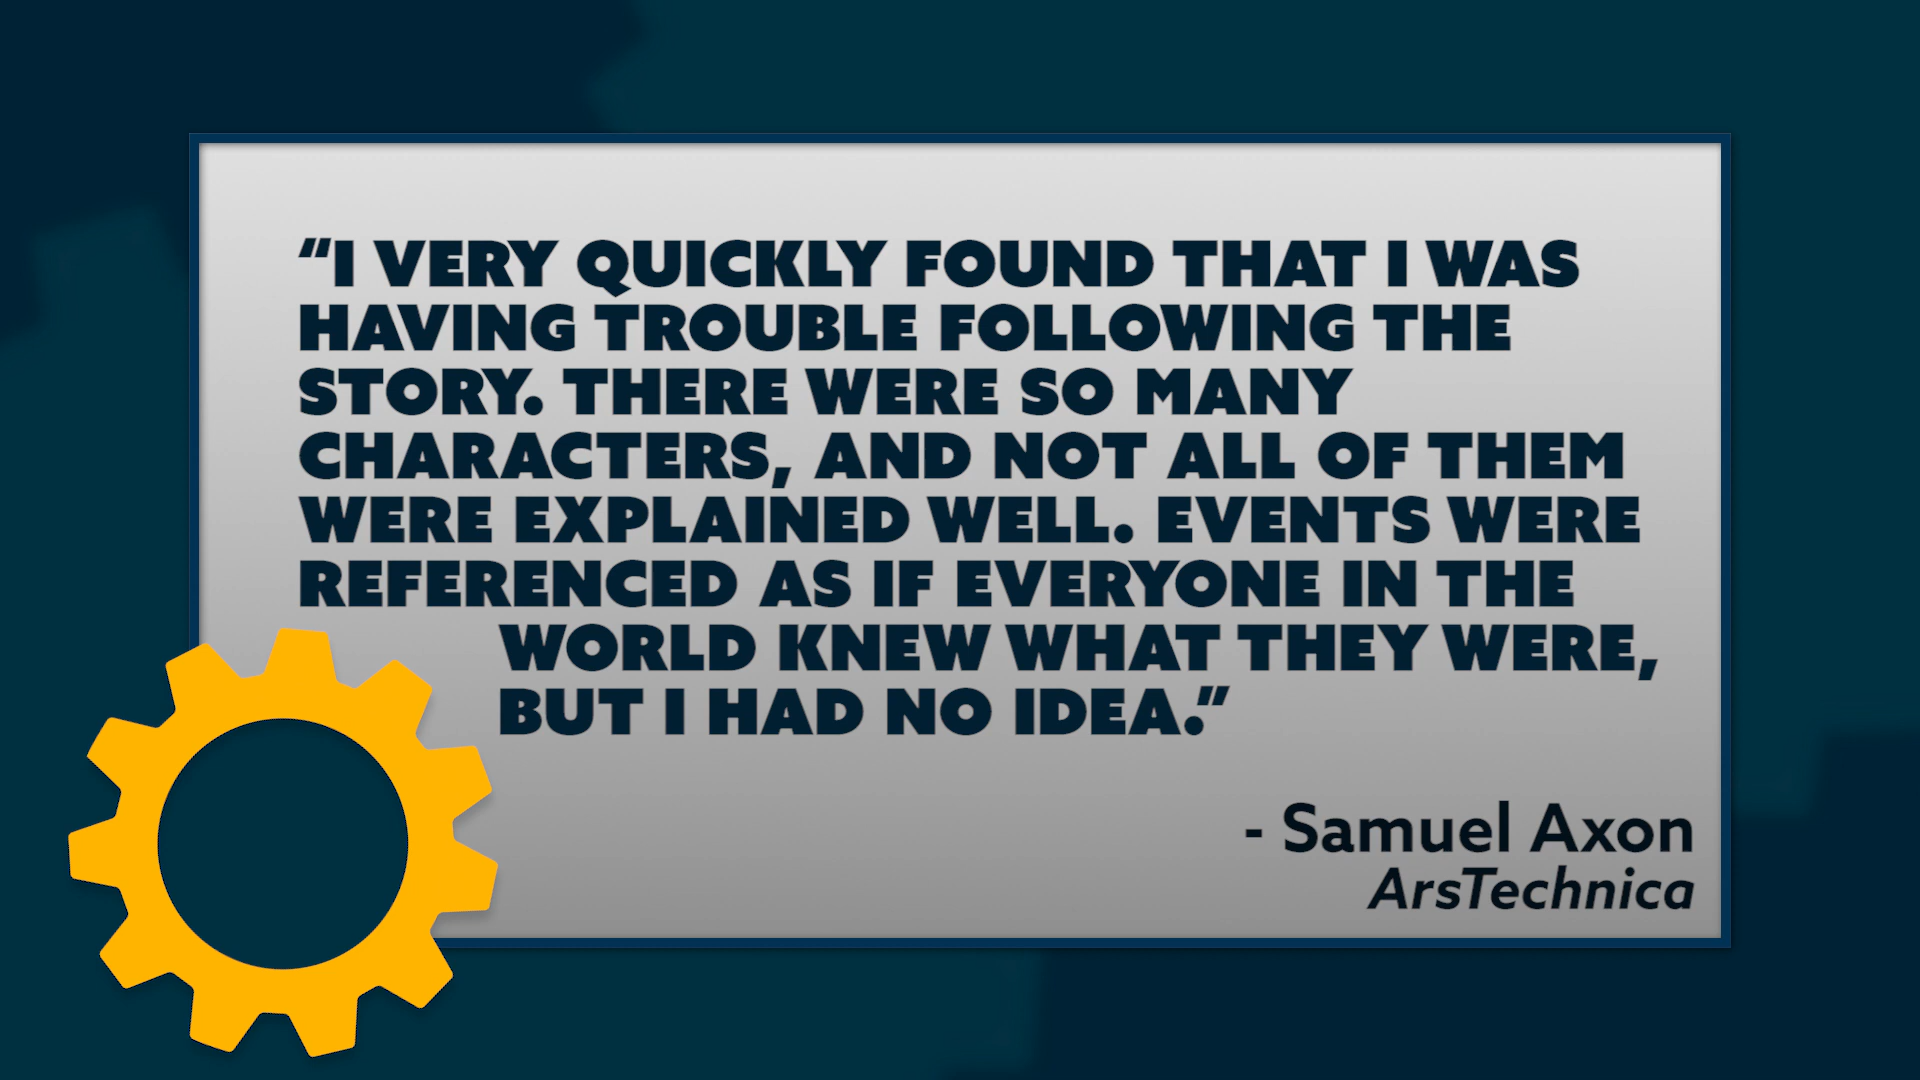 “I VERY QUICKLY FOUND THAT I WAS
HAVING TROUBLE FOLLOWING THE
STORY. THERE WERE SO MANY
CHARACTERS, AND NOT ALL OF THEM
WERE EXPLAINED WELL. EVENTS WERE
REFERENCED AS IF EVERYONE IN THE
WORLD KNEW WHAT THEY WERE,
BUT I HAD NO IDEA.”
- Samuel Axon
ArsTechnica